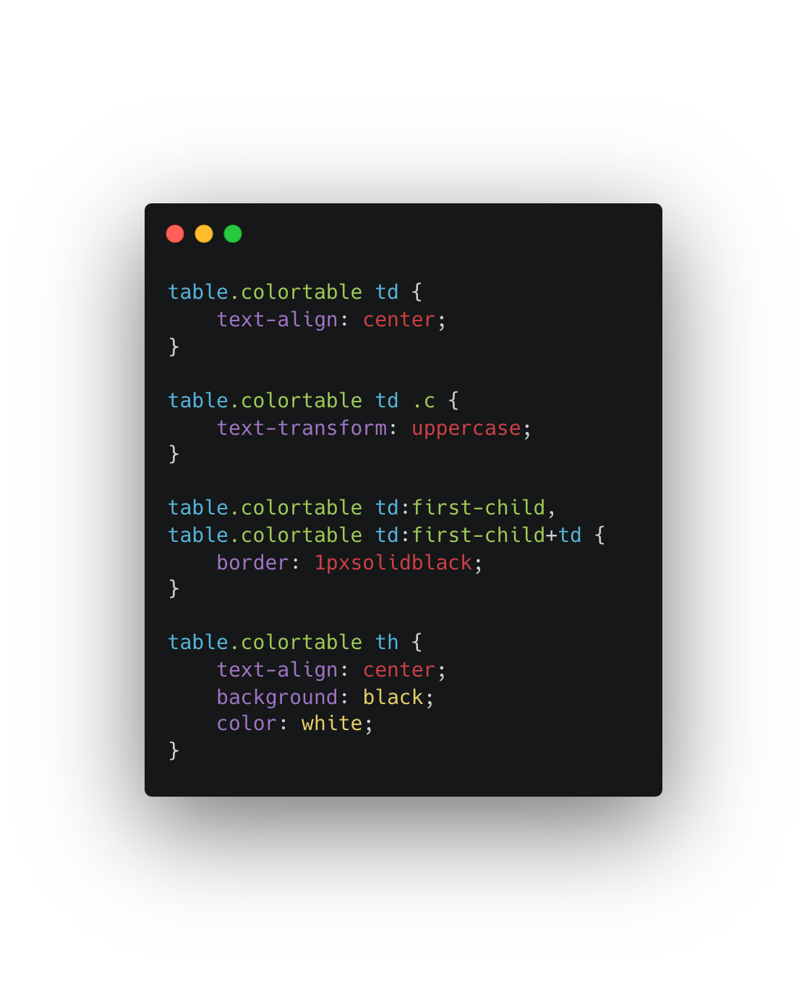 table.colortable td {
    text-align: center;
}

table.colortable td .c {
    text-transform: uppercase;
}

table.colortable td:first-child,
table.colortable td:first-child+td {
    border: 1pxsolidblack;
}

table.colortable th {
    text-align: center;
    background: black;
    color: white;
}